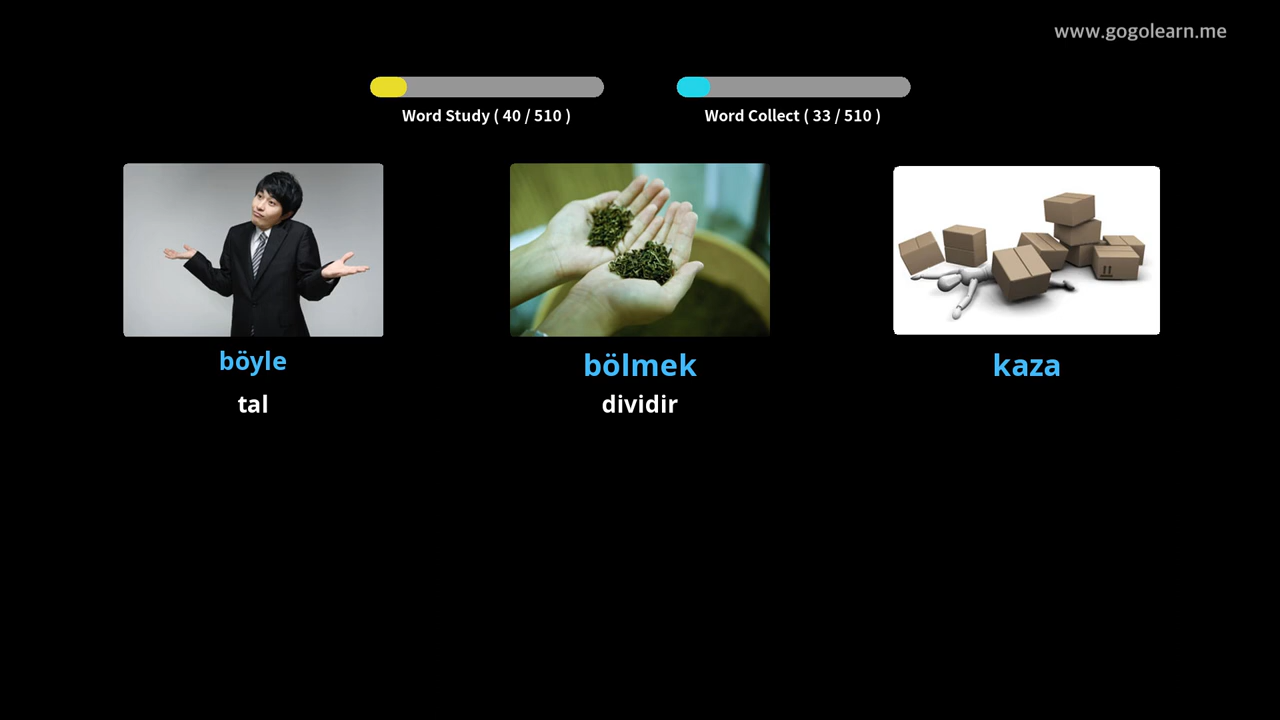 www.gogolearn.me
Word Study ( 40 / 510 )
Word Collect ( 33 / 510 )
böyle
tal
bölmek
dividir
kaza